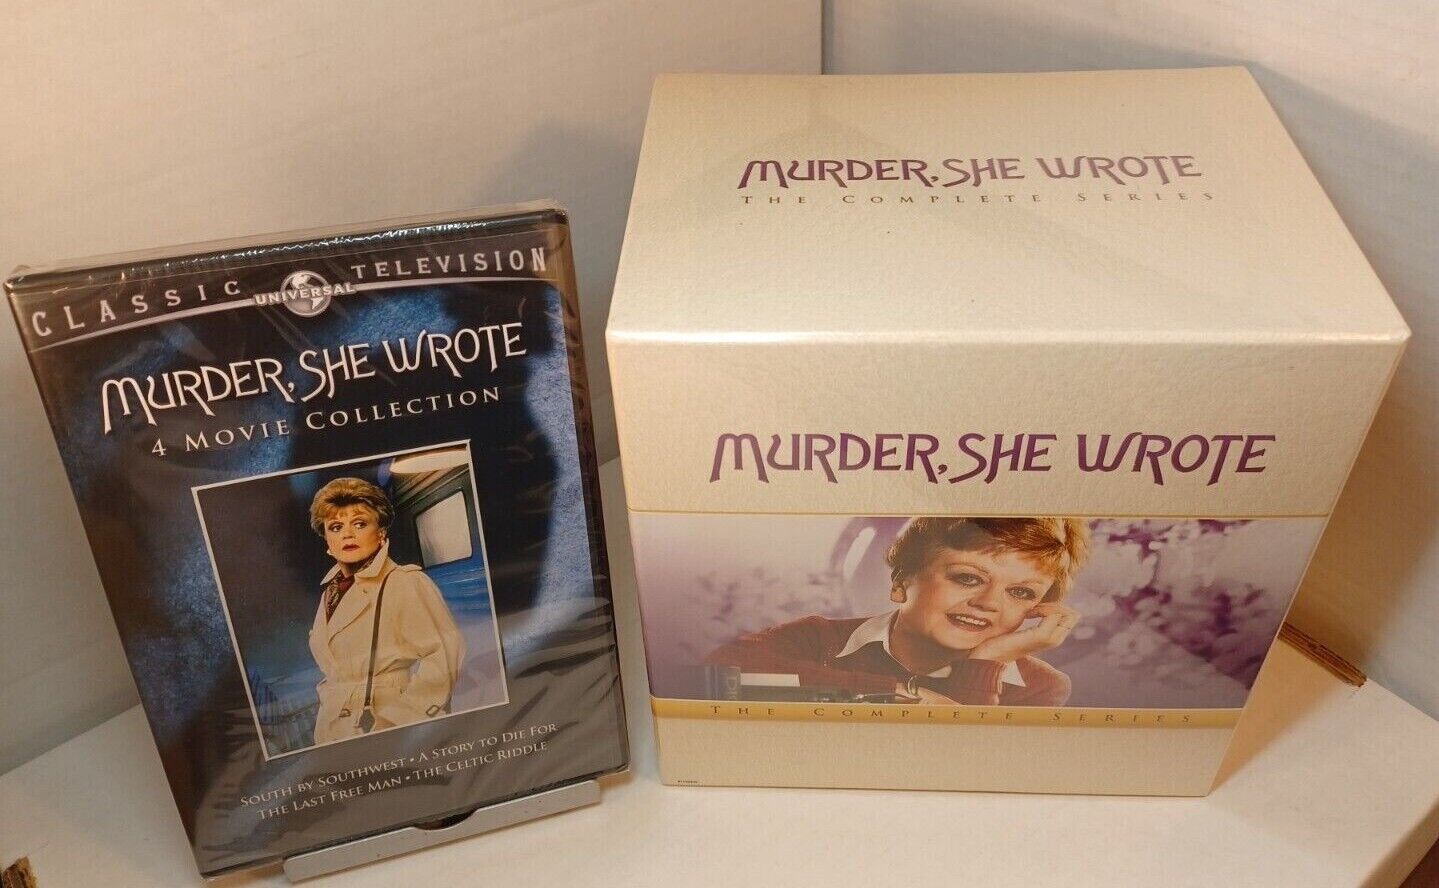 CLASSIC UNIVERSAL TELEVISION
MURDER, SHE WROTE
4 MOVIE COLLECTION
SOUTH BY SOUTHWEST • A STORY TO DIE FOR
THE LAST FREE MAN • THE CELTIC RIDDLE
MURDER, SHE WROTE
THE COMPLETE SERIES
MURDER, SHE WROTE
THE COMPLETE SERIES